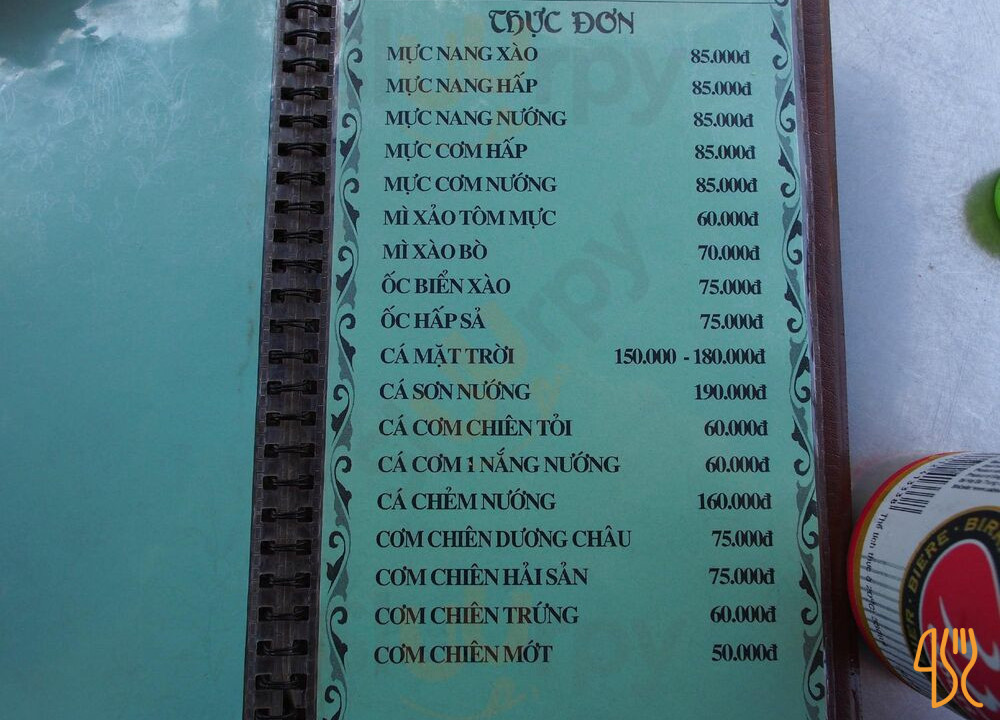 THỰC ĐƠN
MỰC NANG XÀO 85.000đ
MỰC NANG HẤP 85.000đ
MỰC NANG NƯỚNG 85.000đ
MỰC CƠM HẤP 85.000đ
MỰC CƠM NƯỚNG 85.000đ
MÌ XẢO TÔM MỰC 60.000đ
MÌ XÀO BÒ 70.000đ
ỐC BIỂN XÀO 75.000đ
ỐC HẤP SẢ 75.000đ
CÁ MẶT TRỜI 150.000 - 180.000đ
CÁ SƠN NƯỚNG 190.000đ
CÁ CƠM CHIÊN TỎI 60.000đ
CÁ CƠM 1 NẮNG NƯỚNG 60.000đ
CÁ CHẺM NƯỚNG 160.000đ
CƠM CHIÊN DƯƠNG CHÂU 75.000đ
CƠM CHIÊN HẢI SẢN 75.000đ
CƠM CHIÊN TRỨNG 60.000đ
CƠM CHIÊN MỚT 50.000đ
BIERE